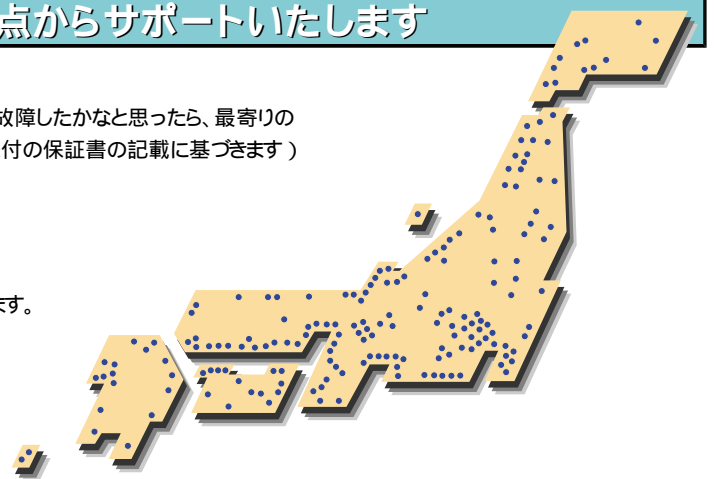 点からサポートいたします
故障したかなと思ったら、最寄りの
付の保証書の記載に基づきます )
ます。